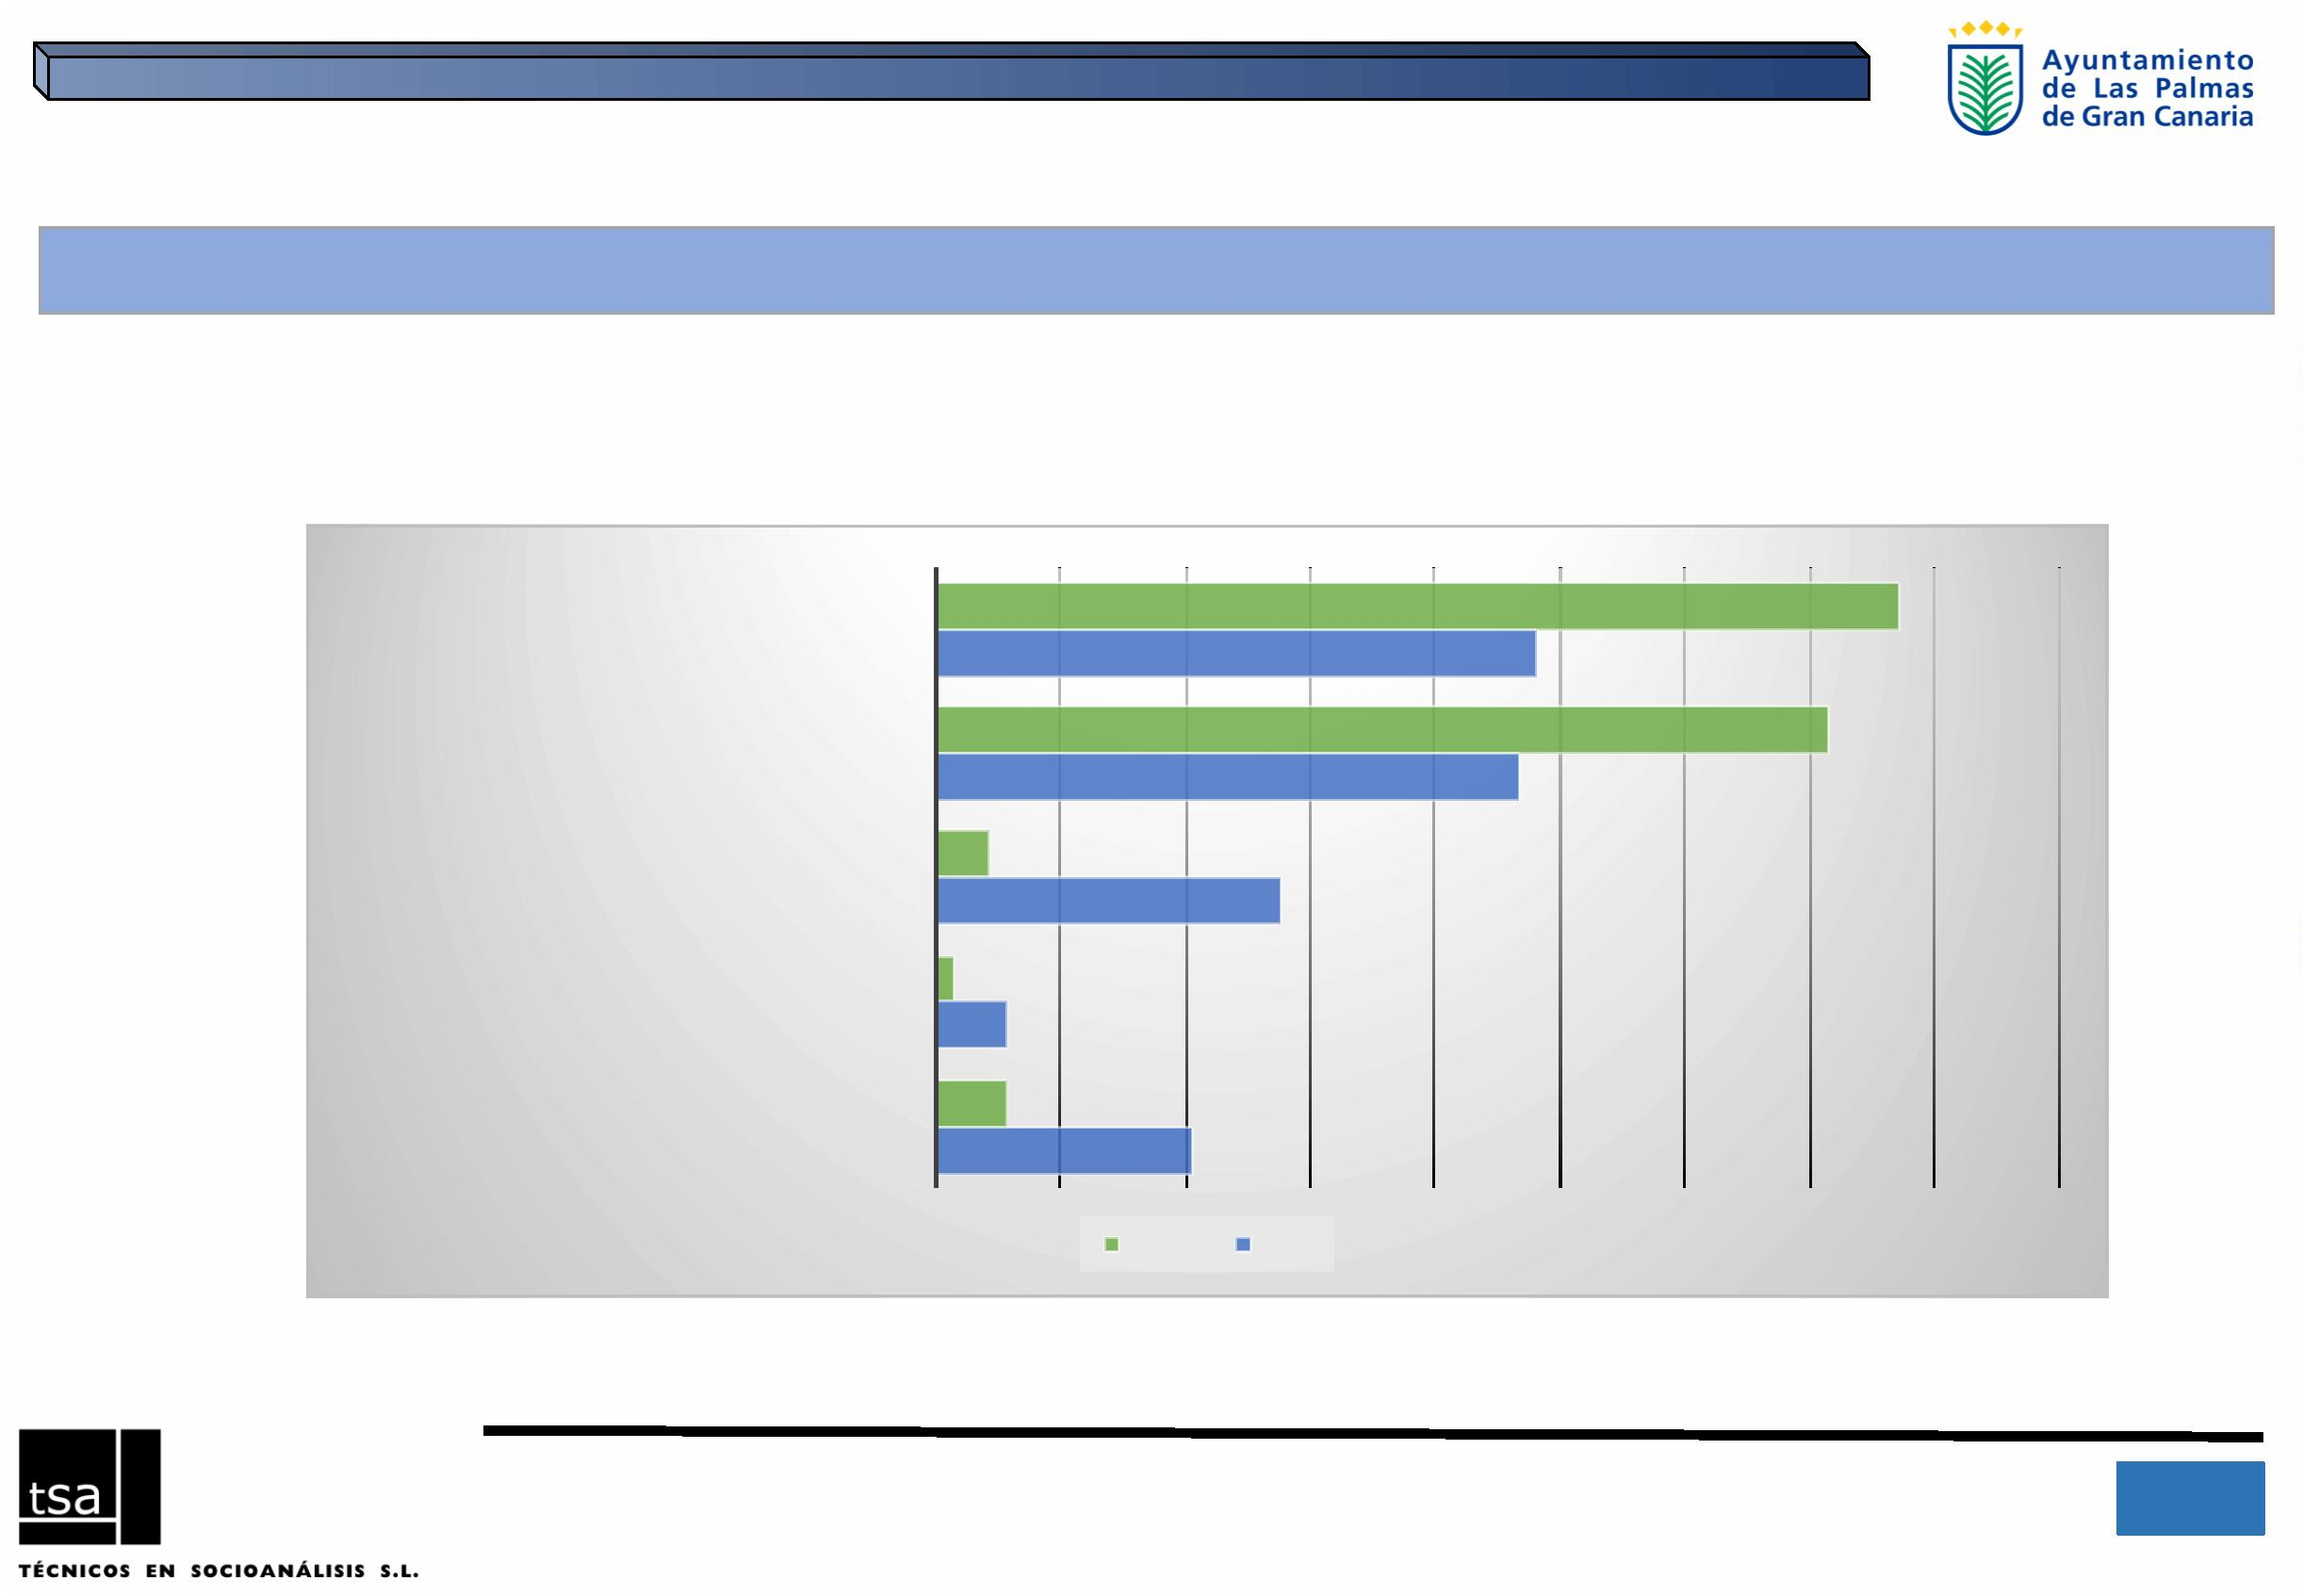 Ayuntamiento
de Las Palmas
de Gran Canaria
tsa
TÉCNICOS EN SOCIOANÁLISIS S.L.